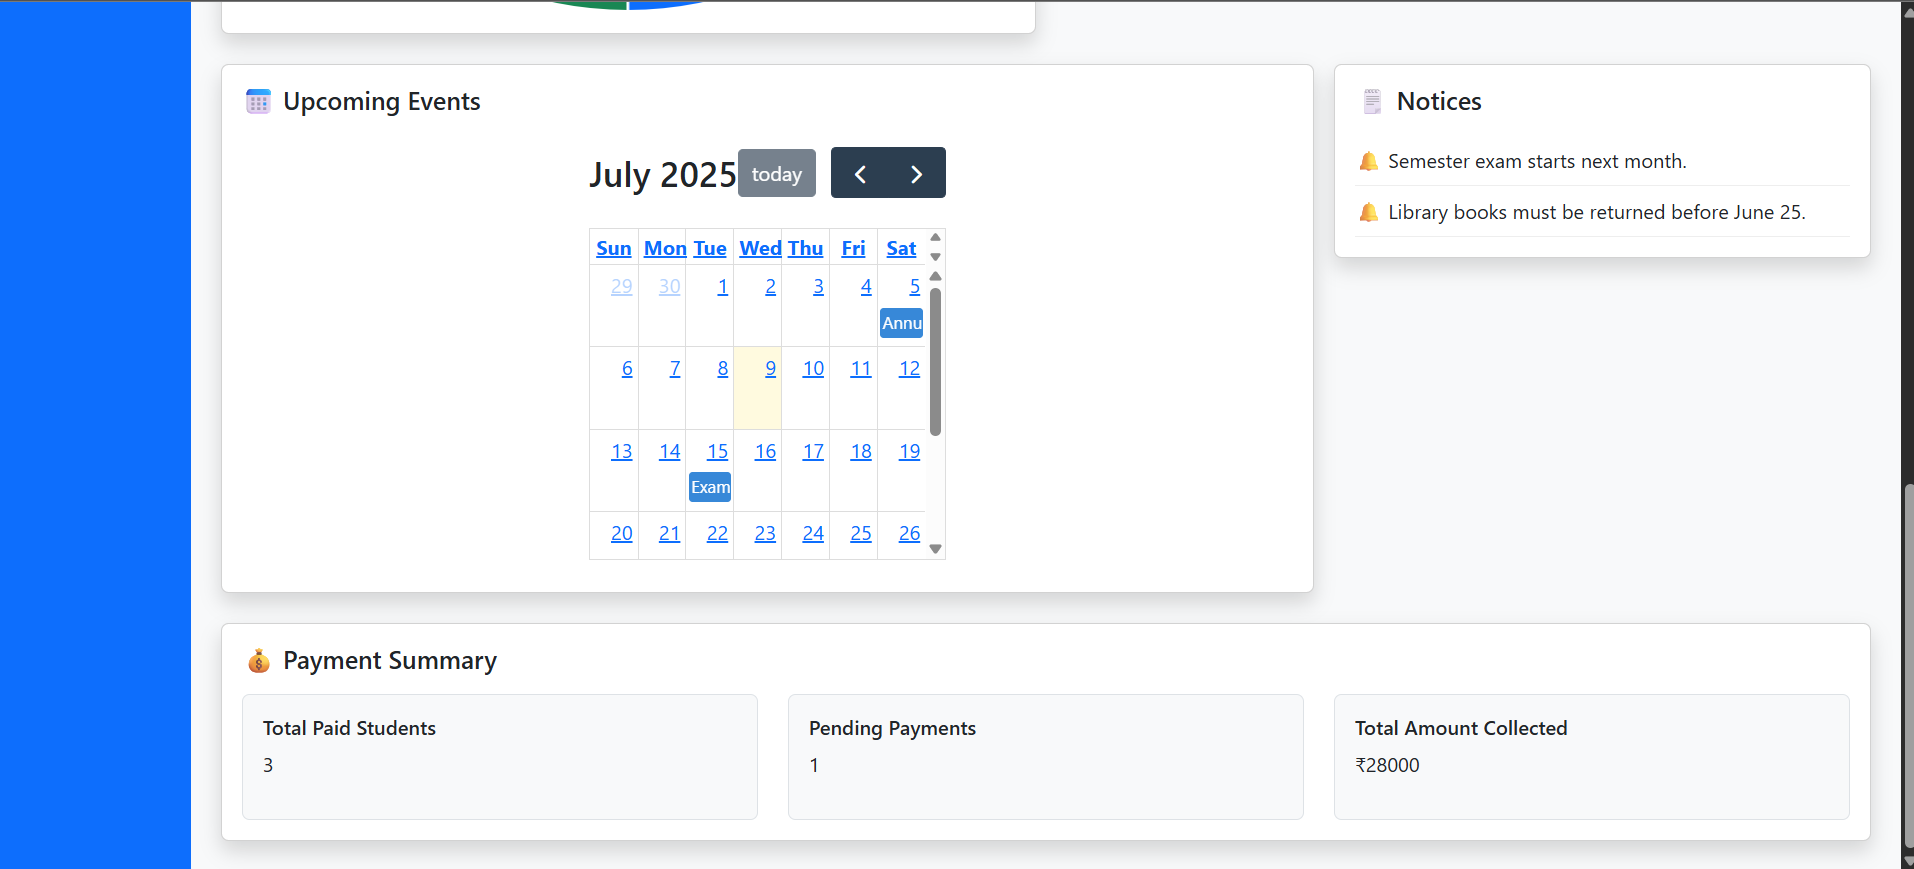 Upcoming Events
July 2025 today
Sun Mon Tue Wed Thu Fri Sat
29 30 1 2 3 4 5
Annu
6 7 8 9 10 11 12
13 14 15 16 17 18 19
Exam
20 21 22 23 24 25 26
Notices
Semester exam starts next month.
Library books must be returned before June 25.
Payment Summary
Total Paid Students
3
Pending Payments
1
Total Amount Collected
₹28000